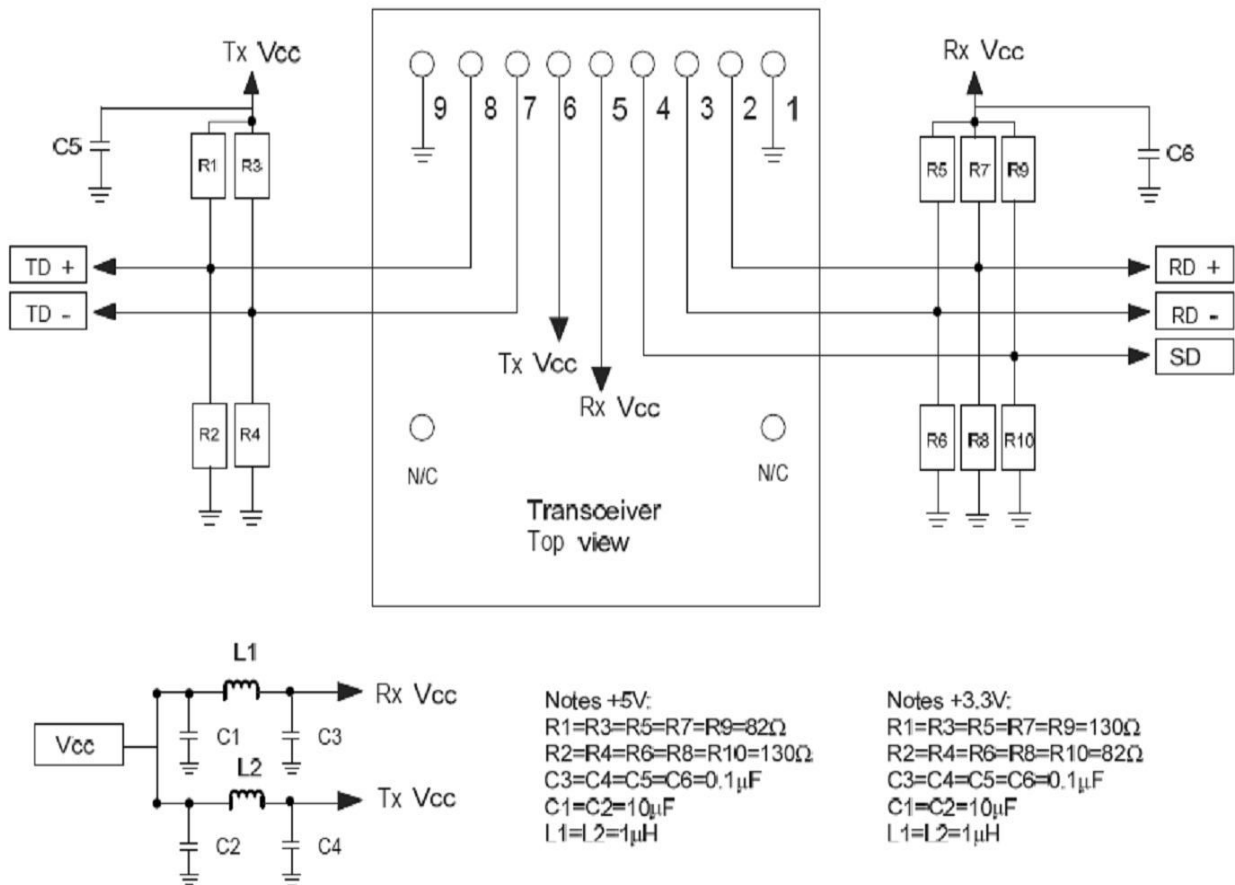 Tx Vcc
Rx Vcc
9 8 7 6 5 4 3 2 1
C5
R1 R3
R5 R7 R9
C6
TD +
RD +
TD -
RD -
SD
Tx Vcc
Rx Vcc
R2 R4
R6 R8 R10
N/C
N/C
Transceiver
Top view
L1
Rx Vcc
C1
C3
Vcc
L2
Tx Vcc
C2
C4
Notes +5V:
R1=R3=R5=R7=R9=82Ω
R2=R4=R6=R8=R10=130Ω
C3=C4=C5=C6=0.1μF
C1=C2=10μF
L1=L2=1μH
Notes +3.3V:
R1=R3=R5=R7=R9=130Ω
R2=R4=R6=R8=R10=82Ω
C3=C4=C5=C6=0.1μF
C1=C2=10μF
L1=L2=1μH